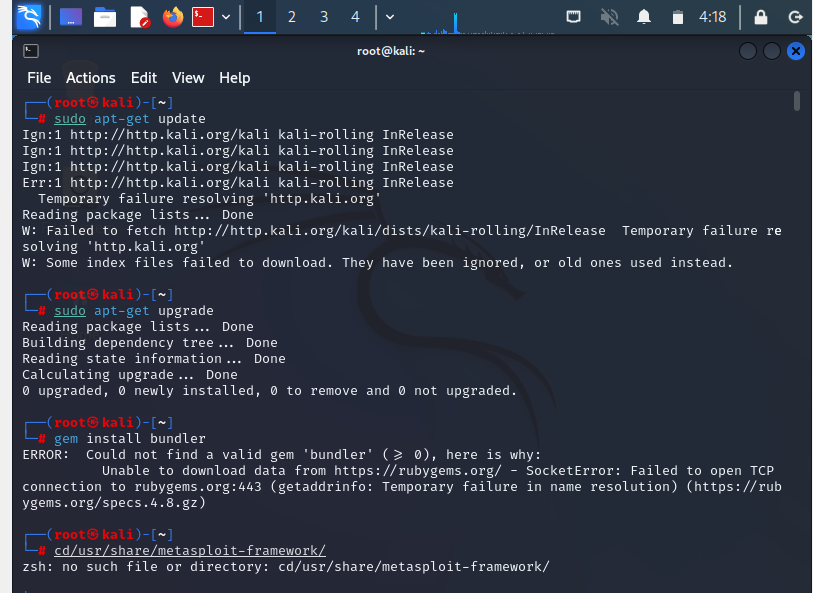 1 2 3 4 4:18
root@kali: ~
File Actions Edit View Help
┌──(root㉿kali)-[~]
└─# sudo apt-get update
Ign:1 http://http.kali.org/kali kali-rolling InRelease
Ign:1 http://http.kali.org/kali kali-rolling InRelease
Ign:1 http://http.kali.org/kali kali-rolling InRelease
Err:1 http://http.kali.org/kali kali-rolling InRelease
  Temporary failure resolving 'http.kali.org'
Reading package lists... Done
W: Failed to fetch http://http.kali.org/kali/dists/kali-rolling/InRelease  Temporary failure re
solving 'http.kali.org'
W: Some index files failed to download. They have been ignored, or old ones used instead.
┌──(root㉿kali)-[~]
└─# sudo apt-get upgrade
Reading package lists... Done
Building dependency tree... Done
Reading state information... Done
Calculating upgrade... Done
0 upgraded, 0 newly installed, 0 to remove and 0 not upgraded.
┌──(root㉿kali)-[~]
└─# gem install bundler
ERROR:  Could not find a valid gem 'bundler' (>= 0), here is why:
          Unable to download data from https://rubygems.org/ - SocketError: Failed to open TCP
connection to rubygems.org:443 (getaddrinfo: Temporary failure in name resolution) (https://rub
ygems.org/specs.4.8.gz)
┌──(root㉿kali)-[~]
└─# cd/usr/share/metasploit-framework/
zsh: no such file or directory: cd/usr/share/metasploit-framework/